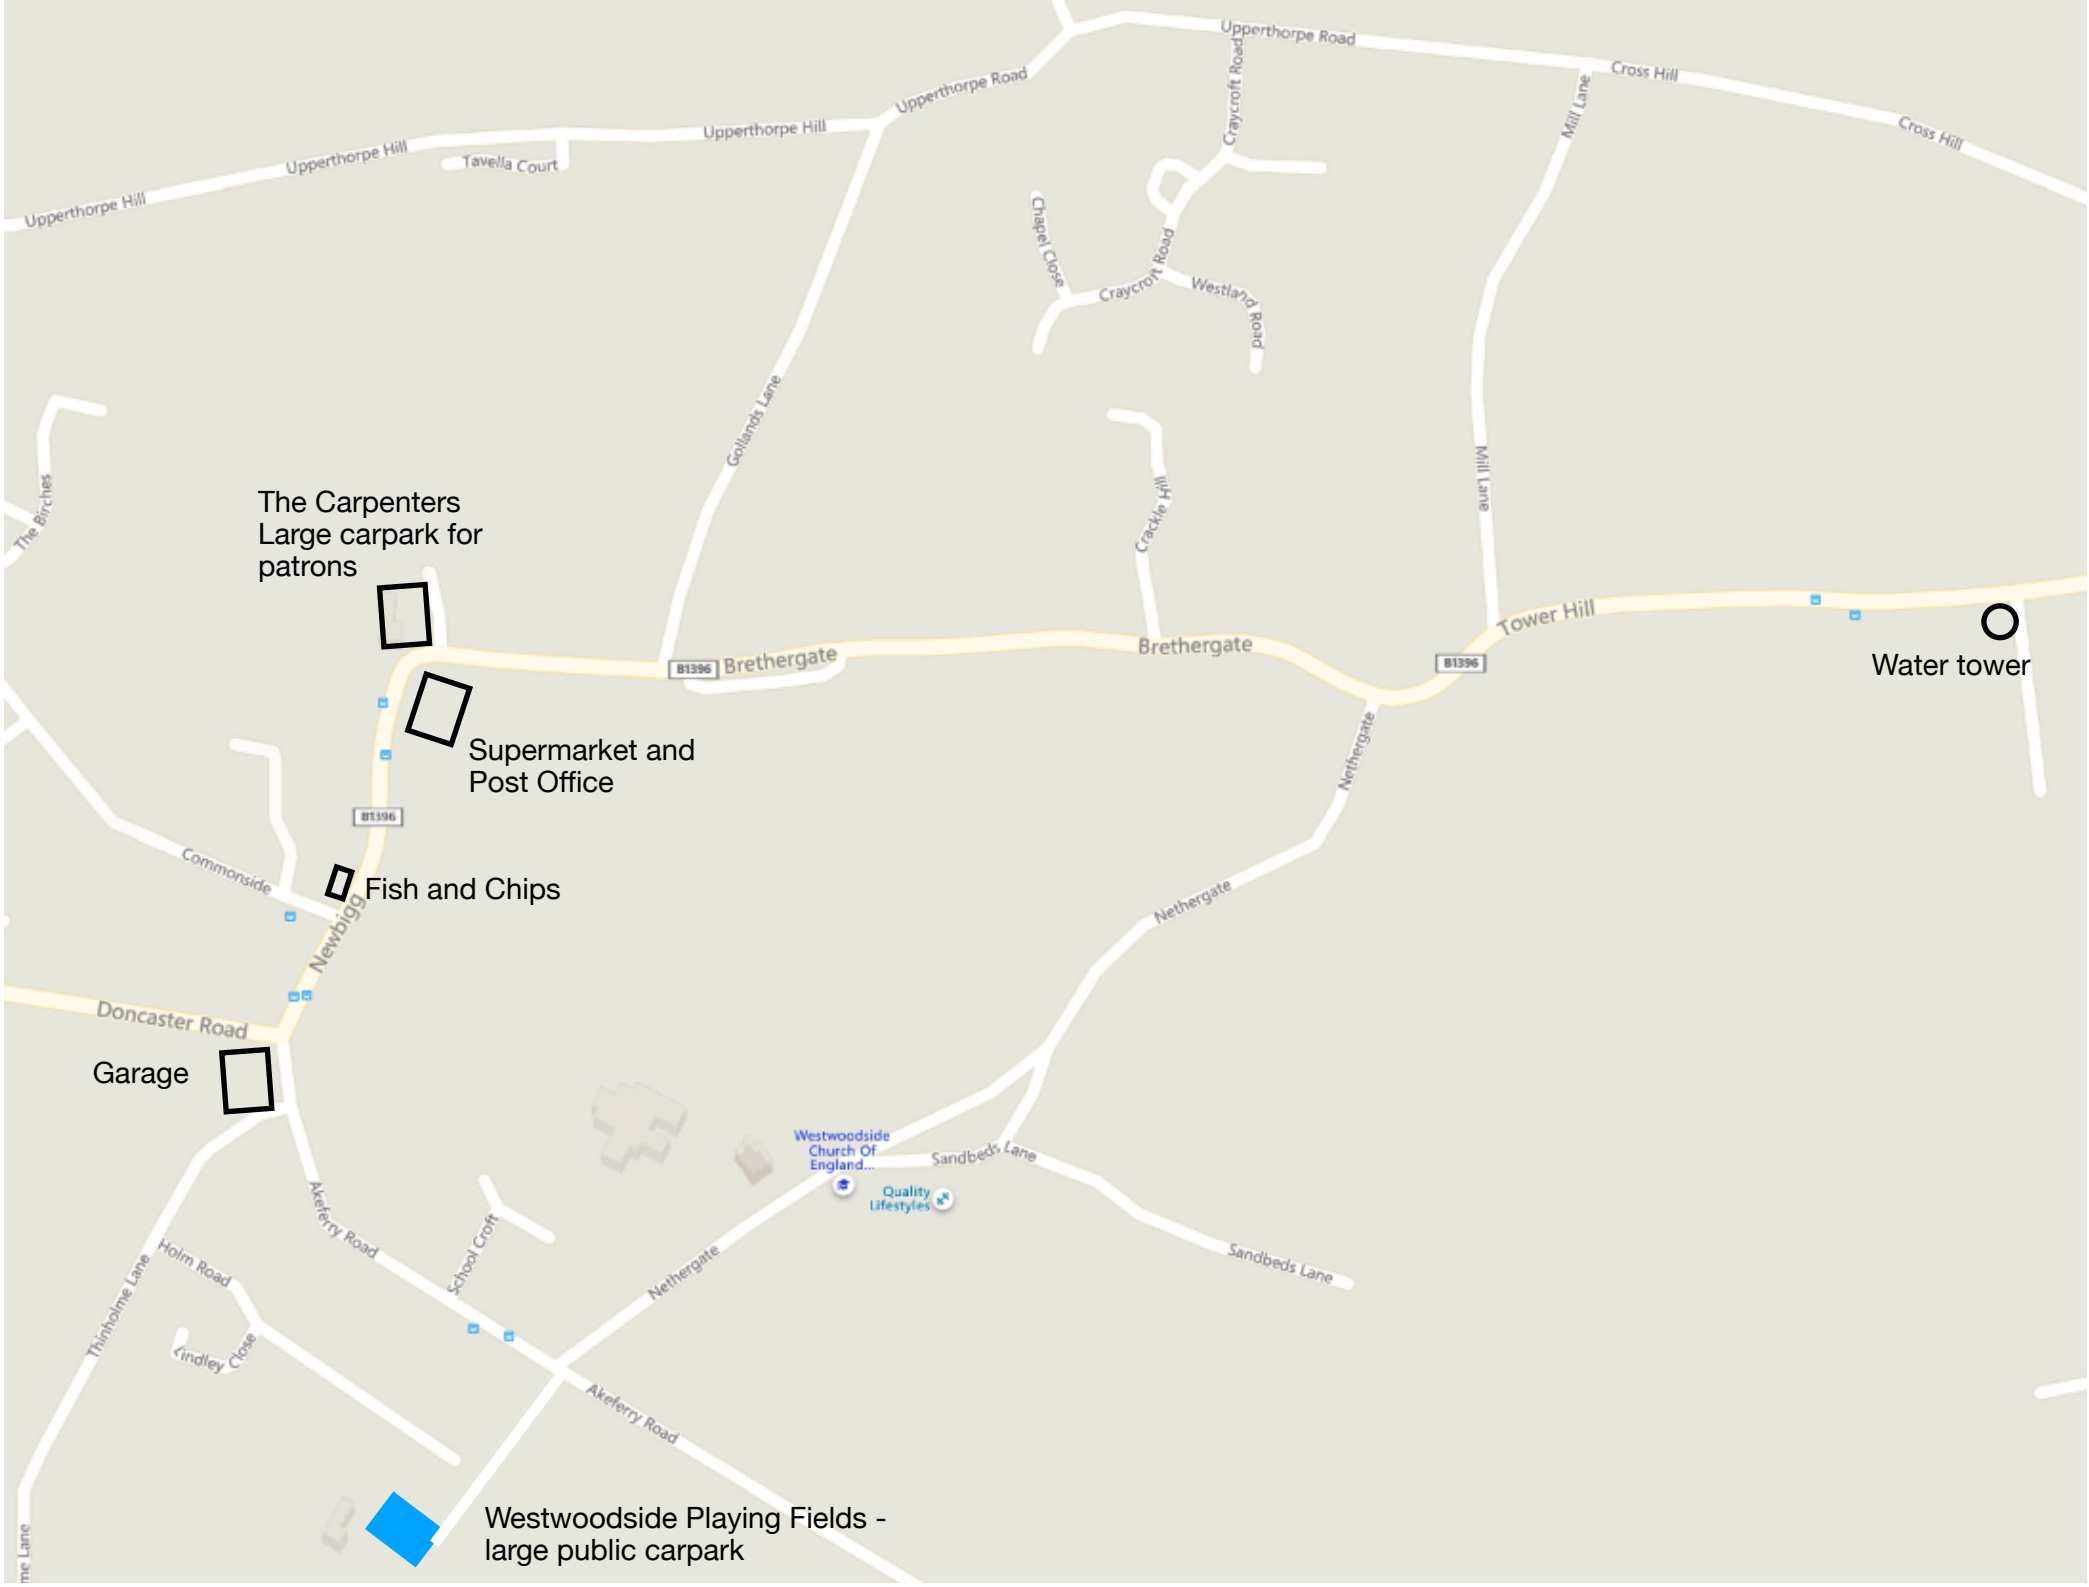 Upperthorpe Road
Cross Hill
Cross Hill
Upperthorpe Road
Craycroft Road
Mill Lane
Upperthorpe Hill
Upperthorpe Hill
Tavella Court
Upperthorpe Hill
Chapel Close
Craycroft Road
Westland Road
Gollands Lane
Mill Lane
Crackle Hill
The Birches
The Carpenters
Large carpark for
patrons
Tower Hill
B1396
Brethergate
Brethergate
B1396
Water tower
Supermarket and
Post Office
Nethergate
B1396
Commonside
Fish and Chips
Newbigg
Nethergate
Doncaster Road
Garage
Westwoodside
Church Of
England...
Sandbeds Lane
Quality
Lifestyles
Akeferry Road
School Croft
Holm Road
Nethergate
Sandbeds Lane
Thinholme Lane
Lindley Close
Akeferry Road
Westwoodside Playing Fields -
large public carpark
me Lane